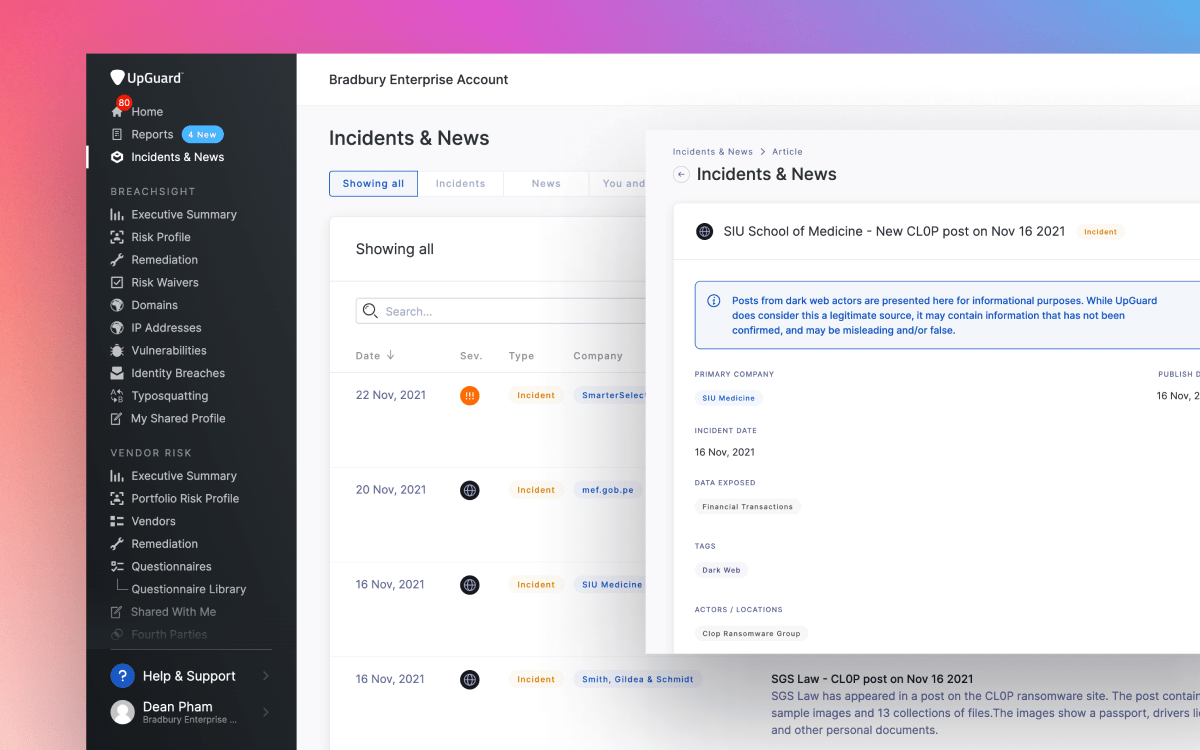 UpGuard
80
Home
Reports 4 New
Incidents & News
BREACHSIGHT
Executive Summary
Risk Profile
Remediation
Risk Waivers
Domains
IP Addresses
Vulnerabilities
Identity Breaches
Typosquatting
My Shared Profile
VENDOR RISK
Executive Summary
Portfolio Risk Profile
Vendors
Remediation
Questionnaires
Questionnaire Library
Shared With Me
Fourth Parties
? Help & Support
Dean Pham
Bradbury Enterprise ...
Bradbury Enterprise Account
Incidents & News
Showing all Incidents News You and
Showing all
Search...
Date ↓ Sev. Type Company
22 Nov, 2021 !!! Incident SmarterSelect
20 Nov, 2021 Incident mef.gob.pe
16 Nov, 2021 Incident SIU Medicine
16 Nov, 2021 Incident Smith, Gildea & Schmidt
SGS Law - CL0P post on Nov 16 2021
SGS Law has appeared in a post on the CL0P ransomware site. The post contain
sample images and 13 collections of files.The images show a passport, drivers li
and other personal documents.
Incidents & News > Article
Incidents & News
SIU School of Medicine - New CL0P post on Nov 16 2021 Incident
Posts from dark web actors are presented here for informational purposes. While UpGuard
does consider this a legitimate source, it may contain information that has not been
confirmed, and may be misleading and/or false.
PRIMARY COMPANY
SIU Medicine
PUBLISH D
16 Nov, 2
INCIDENT DATE
16 Nov, 2021
DATA EXPOSED
Financial Transactions
TAGS
Dark Web
ACTORS / LOCATIONS
Clop Ransomware Group